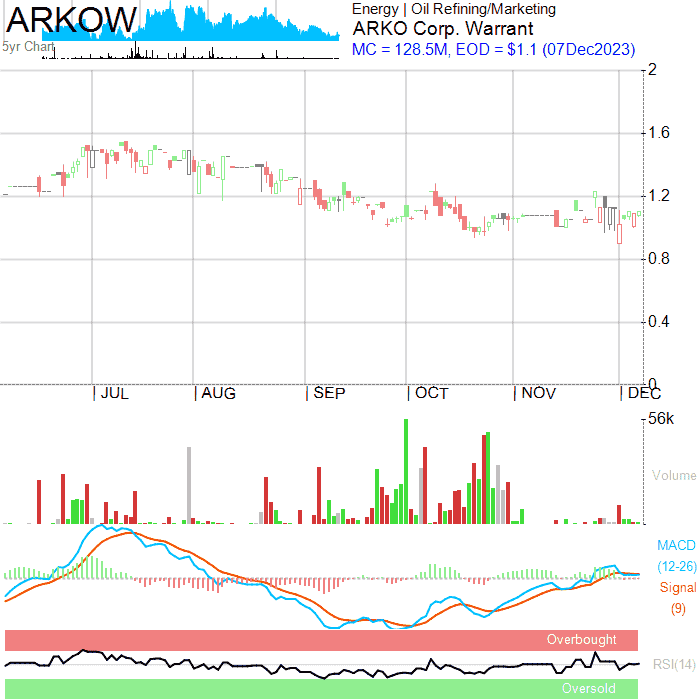 ARKOW
5yr Chart
Energy | Oil Refining/Marketing
ARKO Corp. Warrant
MC = 128.5M, EOD = $1.1 (07Dec2023)
2
1.6
1.2
0.8
0.4
0
JUL AUG SEP OCT NOV DEC
56k
Volume
MACD
(12-26)
Signal
(9)
Overbought
RSI(14)
Oversold